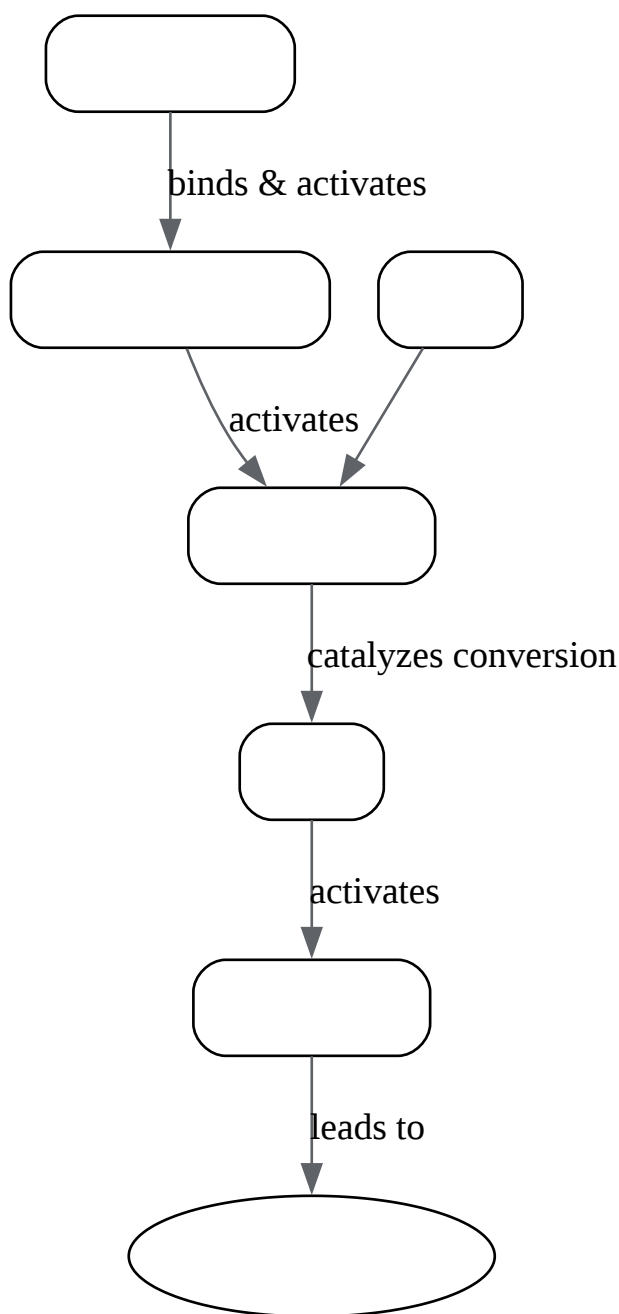 binds & activates
activates
catalyzes conversion
activates
leads to